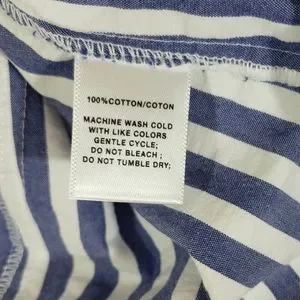 100%COTTON/COTON
MACHINE WASH COLD
WITH LIKE COLORS
GENTLE CYCLE;
DO NOT BLEACH ;
DO NOT TUMBLE DRY;